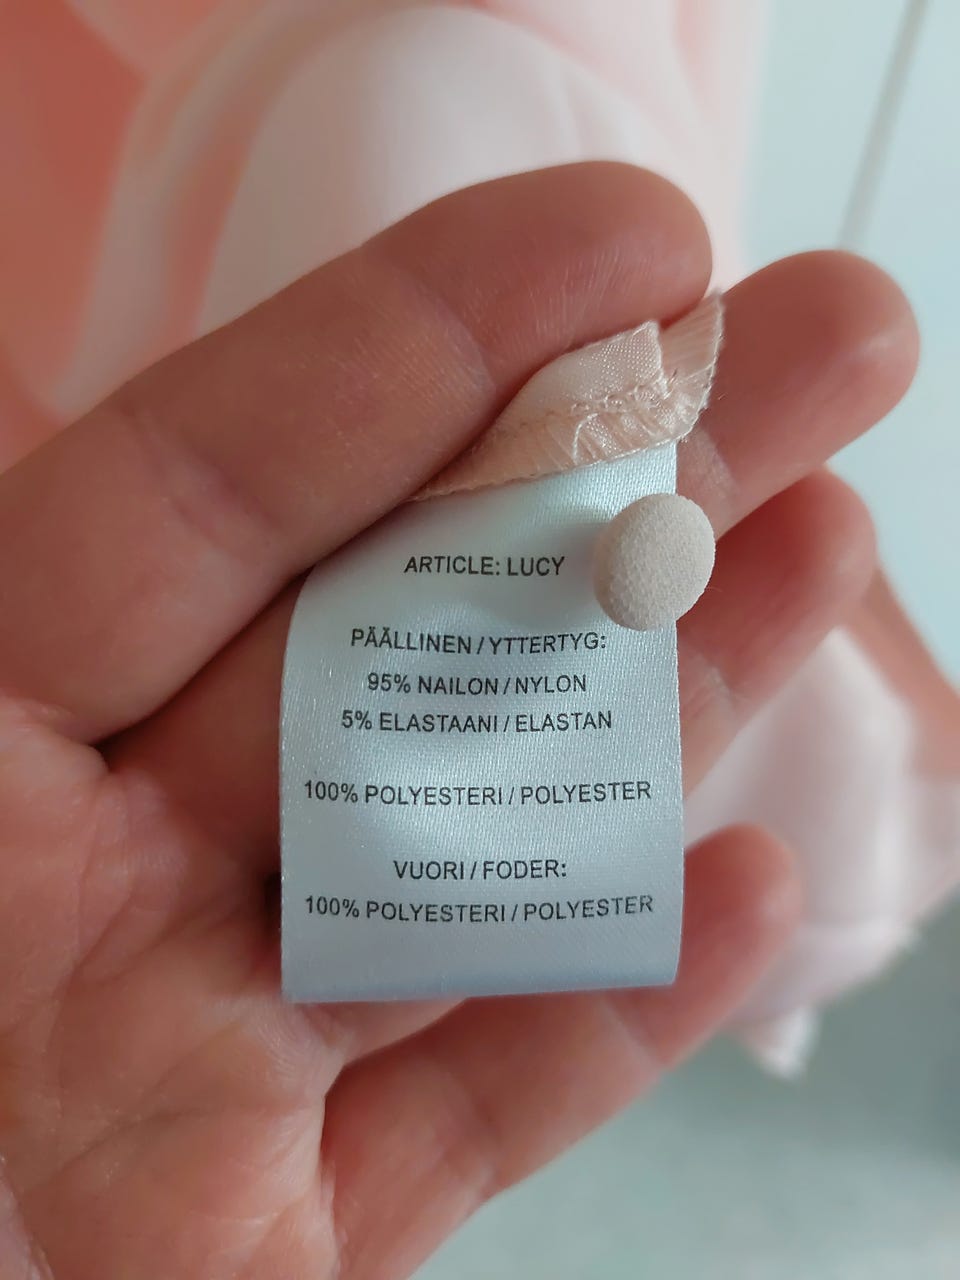 ARTICLE: LUCY
PÄÄLLINEN / YTTERTYG:
95% NAILON / NYLON
5% ELASTAANI / ELASTAN
100% POLYESTERI / POLYESTER
VUORI / FODER:
100% POLYESTERI / POLYESTER